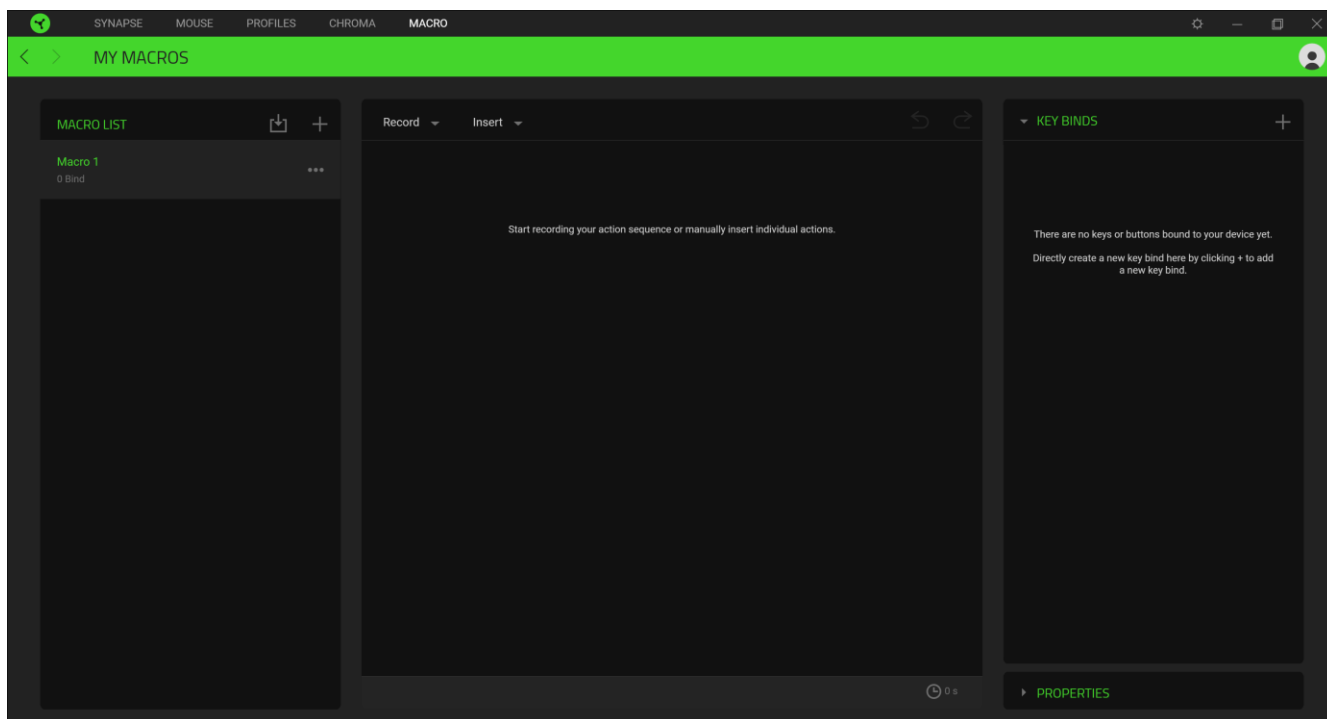 SYNAPSE MOUSE PROFILES CHROMA MACRO
MY MACROS
MACRO LIST
Macro 1
0 Bind
Record Insert
Start recording your action sequence or manually insert individual actions.
0 s
KEY BINDS
There are no keys or buttons bound to your device yet.
Directly create a new key bind here by clicking + to add
a new key bind.
PROPERTIES